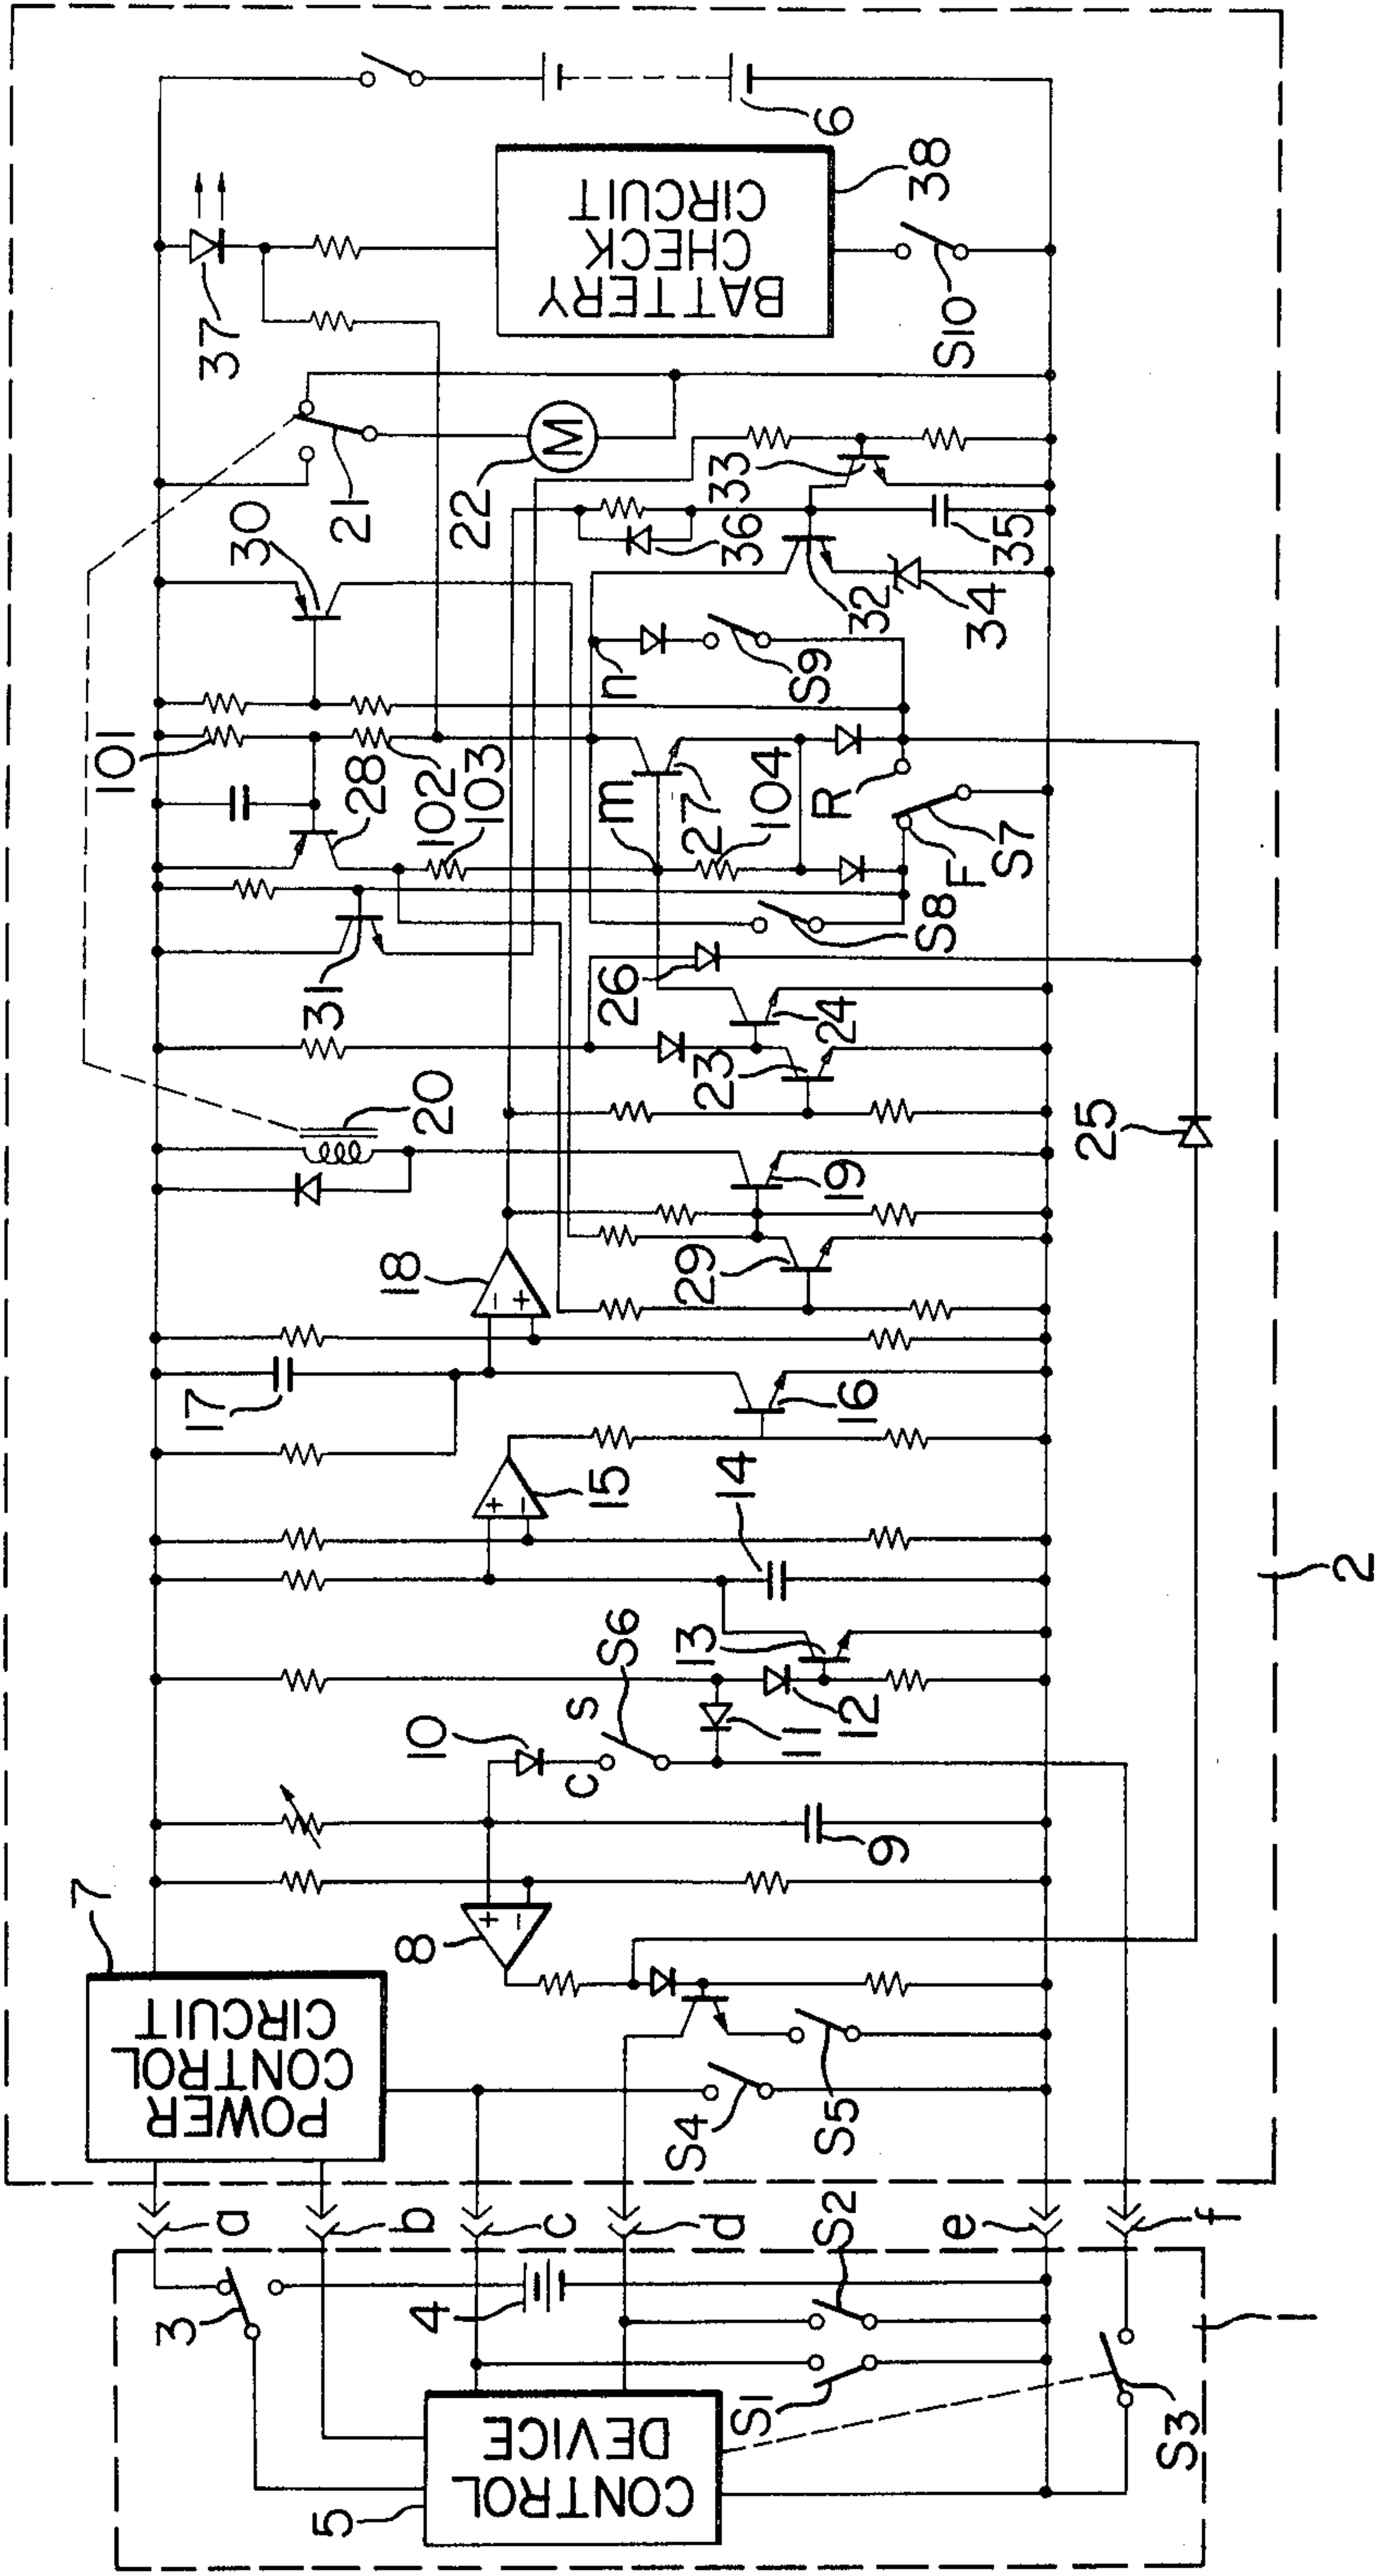 7
POWER
CONTROL
CIRCUIT
a
b
c
d
e
f
3
4
5
CONTROL
DEVICE
S1
S2
S3
1
2
S4
S5
8
9
10
c
s
S6
11
12
13
14
15
16
17
18
29
19
20
23
24
25
26
31
28
101
102
103
m
27
104
R
F
S7
S8
30
n
S9
32
34
36
33
35
21
22
M
37
BATTERY
CHECK
CIRCUIT
38
S10
6
+
−
+
−
−
+